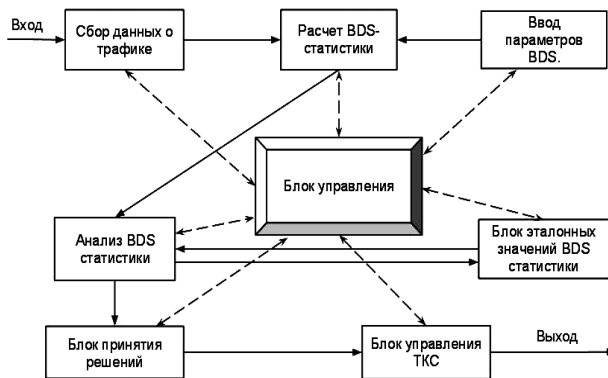 Вход
Сбор данных о
трафике
Расчет BDS-
статистики
Ввод
параметров
BDS.
Блок управления
Анализ BDS
статистики
Блок эталонных
значений BDS
статистики
Блок принятия
решений
Блок управления
ТКС
Выход